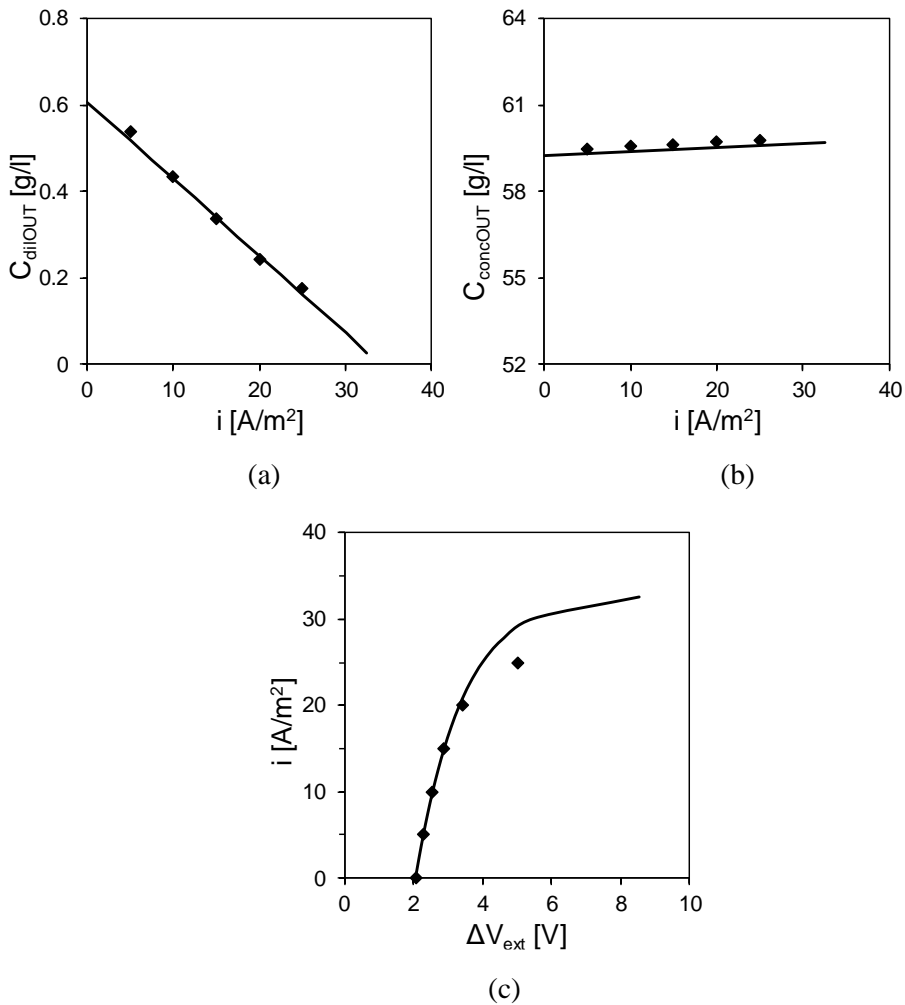 0.8
0.6
0.4
0.2
0
C_dilOUT [g/l]
0 10 20 30 40
i [A/m²]
(a)
64
61
58
55
52
C_concOUT [g/l]
0 10 20 30 40
i [A/m²]
(b)
40
30
20
10
0
i [A/m²]
0 2 4 6 8 10
ΔV_ext [V]
(c)